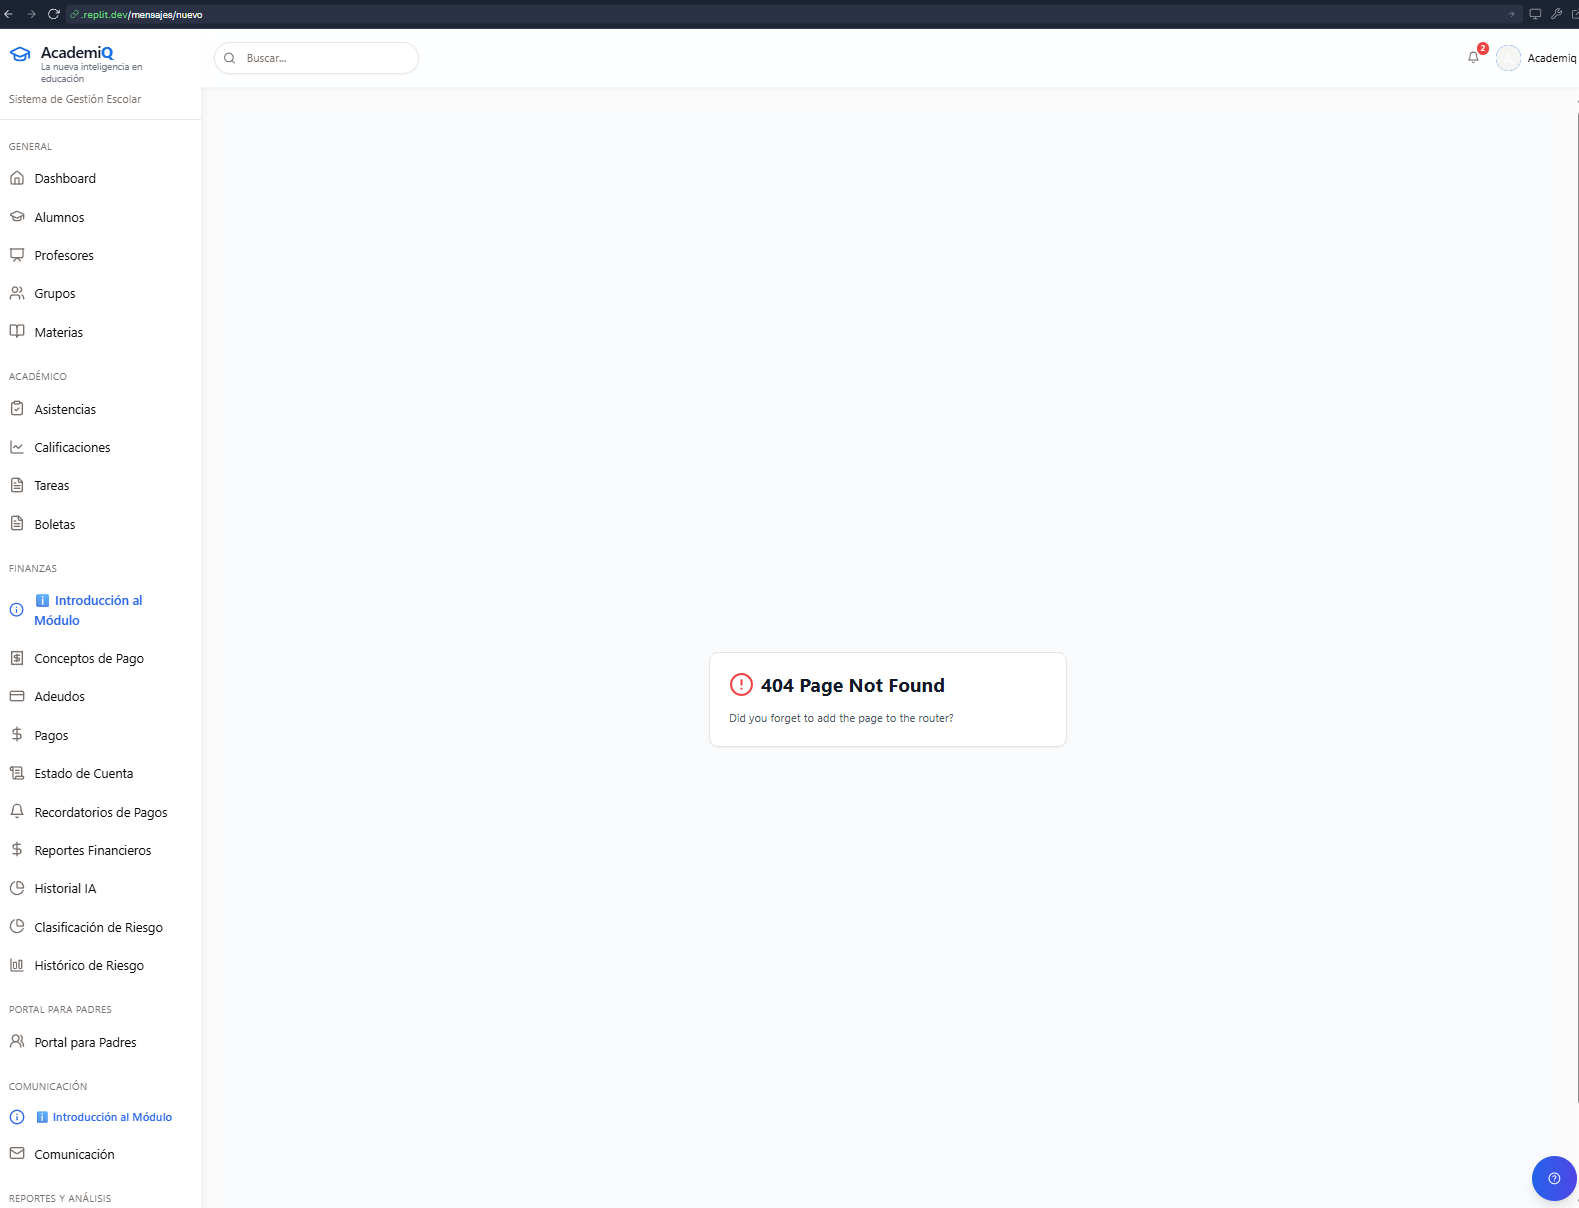 .replit.dev/mensajes/nuevo
AcademiQ
La nueva inteligencia en
educación
Sistema de Gestión Escolar
Buscar...
2
Academiq
GENERAL
Dashboard
Alumnos
Profesores
Grupos
Materias
ACADÉMICO
Asistencias
Calificaciones
Tareas
Boletas
FINANZAS
ℹ️ Introducción al
Módulo
Conceptos de Pago
Adeudos
Pagos
Estado de Cuenta
Recordatorios de Pagos
Reportes Financieros
Historial IA
Clasificación de Riesgo
Histórico de Riesgo
PORTAL PARA PADRES
Portal para Padres
COMUNICACIÓN
ℹ️ Introducción al Módulo
Comunicación
REPORTES Y ANÁLISIS
404 Page Not Found
Did you forget to add the page to the router?